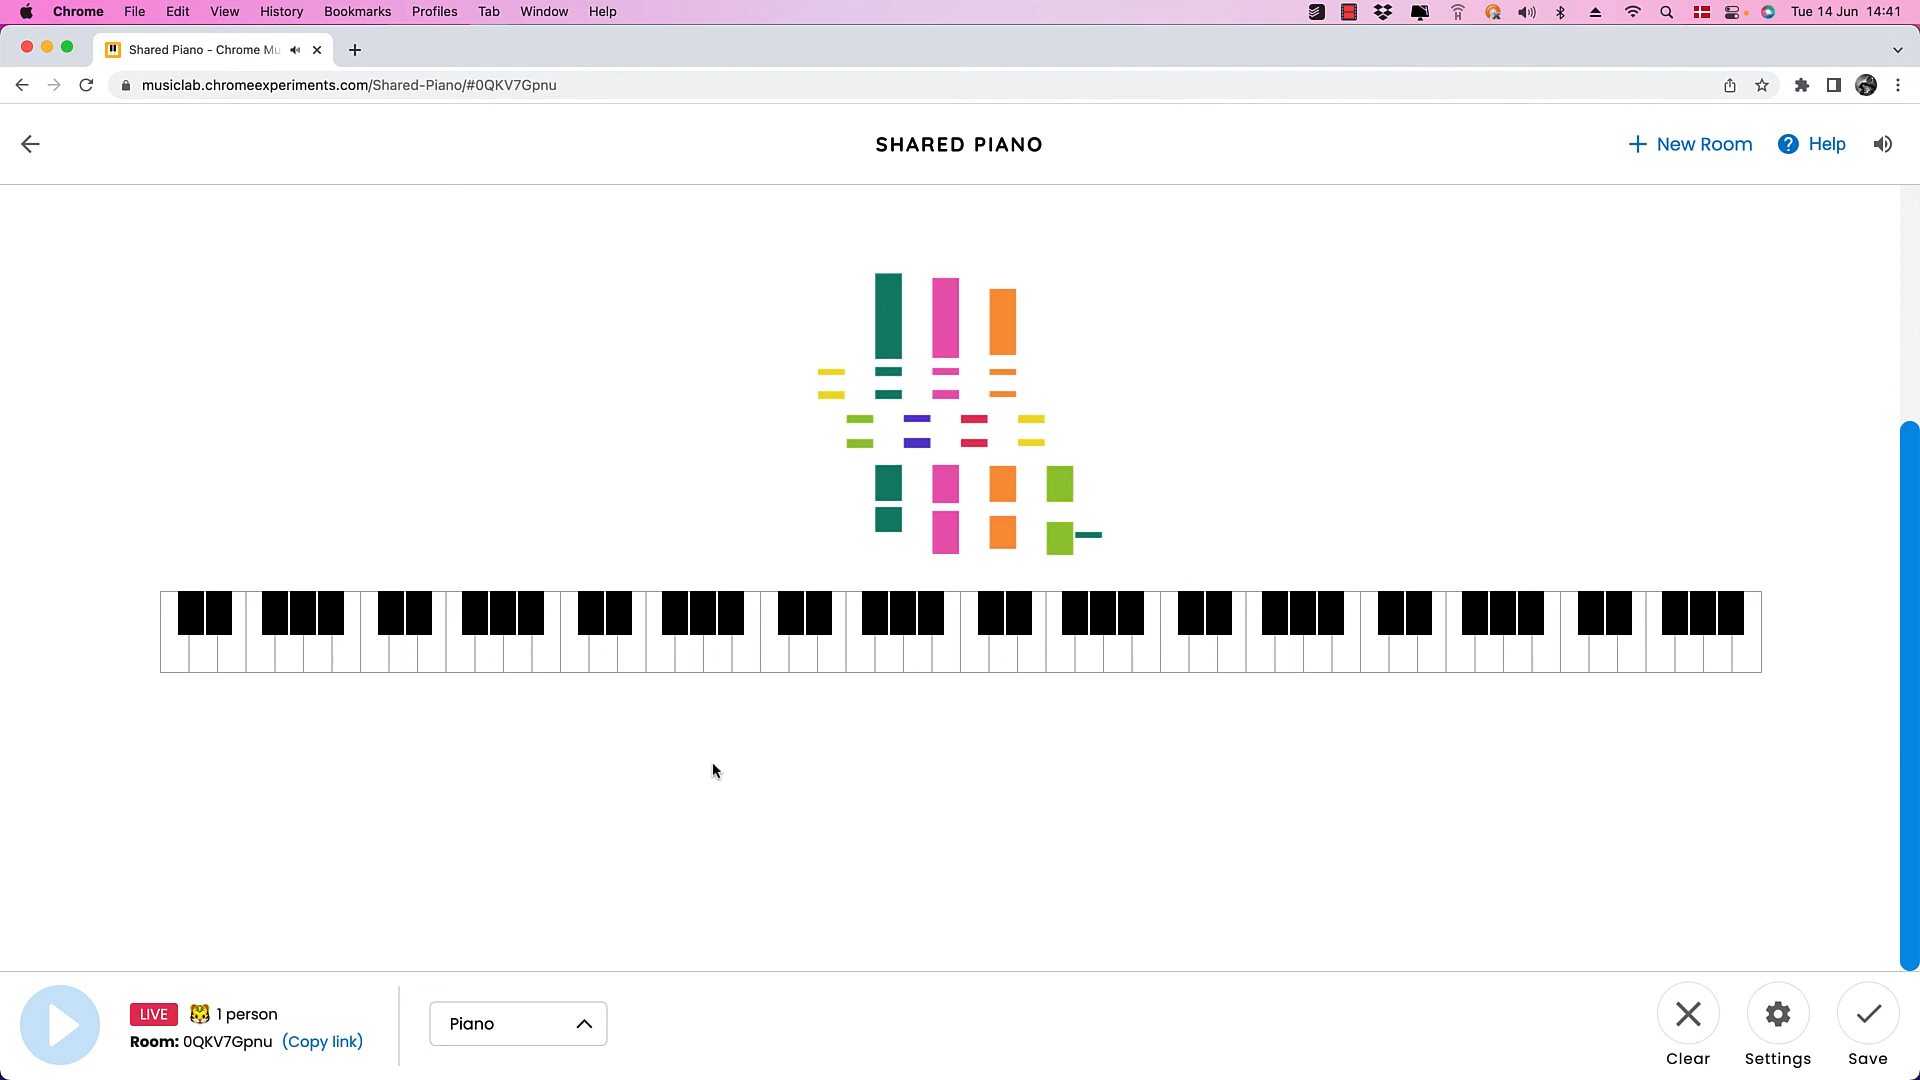 Chrome File Edit View History Bookmarks Profiles Tab Window Help Tue 14 Jun 14:41
Shared Piano - Chrome Mu
musiclab.chromeexperiments.com/Shared-Piano/#0QKV7Gpnu
SHARED PIANO
New Room ? Help
LIVE 1 person
Room: 0QKV7Gpnu (Copy link)
Piano
Clear Settings Save